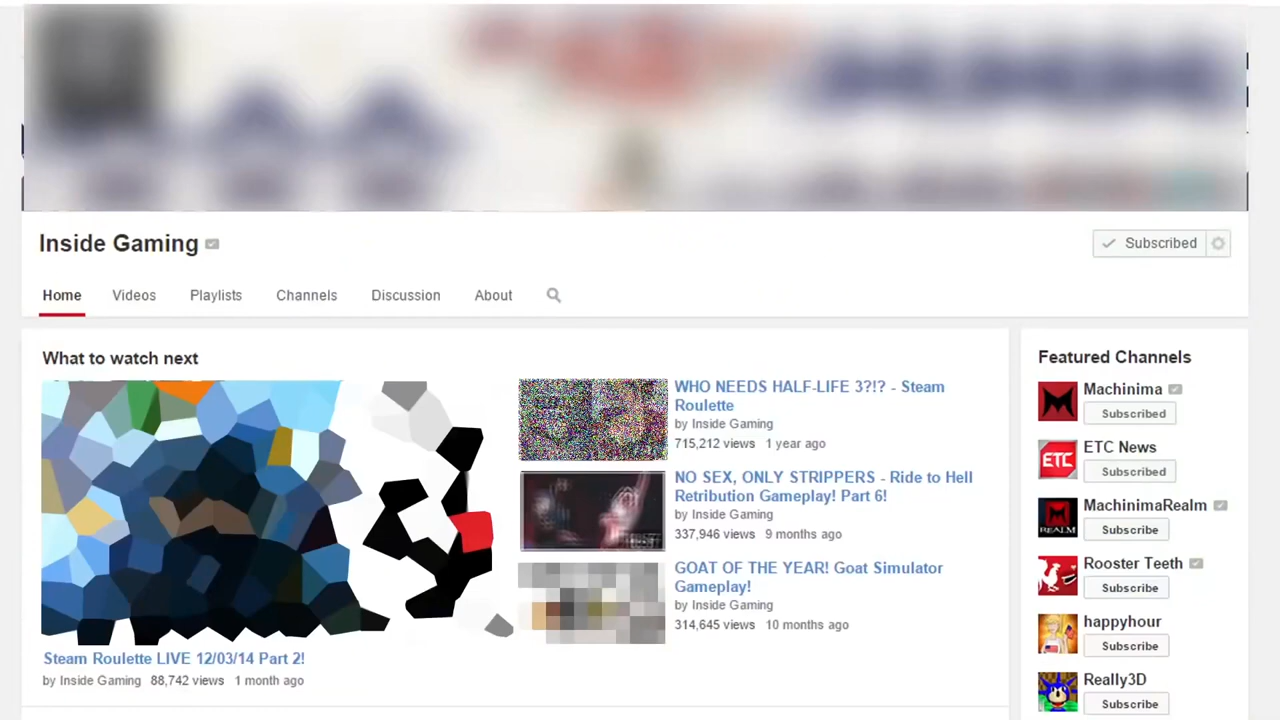 Inside Gaming
Subscribed
Home Videos Playlists Channels Discussion About
What to watch next
Steam Roulette LIVE 12/03/14 Part 2!
by Inside Gaming 88,742 views 1 month ago
WHO NEEDS HALF-LIFE 3?!? - Steam
Roulette
by Inside Gaming
715,212 views 1 year ago
NO SEX, ONLY STRIPPERS - Ride to Hell
Retribution Gameplay! Part 6!
by Inside Gaming
337,946 views 9 months ago
GOAT OF THE YEAR! Goat Simulator
Gameplay!
by Inside Gaming
314,645 views 10 months ago
Featured Channels
Machinima
Subscribed
ETC
ETC News
Subscribed
REALM
MachinimaRealm
Subscribe
Rooster Teeth
Subscribe
happyhour
Subscribe
Really3D
Subscribe